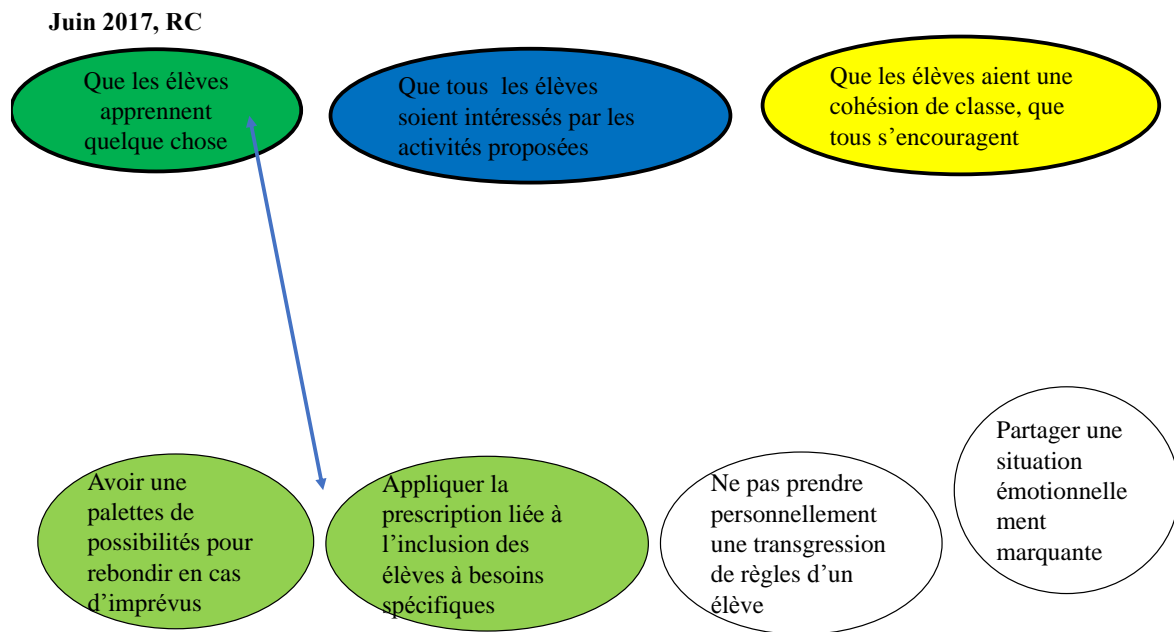 Juin 2017, RC
Que les élèves
apprennent
quelque chose
Que tous les élèves
soient intéressés par les
activités proposées
Que les élèves aient une
cohésion de classe, que
tous s’encouragent
Avoir une
palettes de
possibilités pour
rebondir en cas
d’imprévus
Appliquer la
prescription liée à
l’inclusion des
élèves à besoins
spécifiques
Ne pas prendre
personnellement
une transgression
de règles d’un
élève
Partager une
situation
émotionnelle
ment
marquante